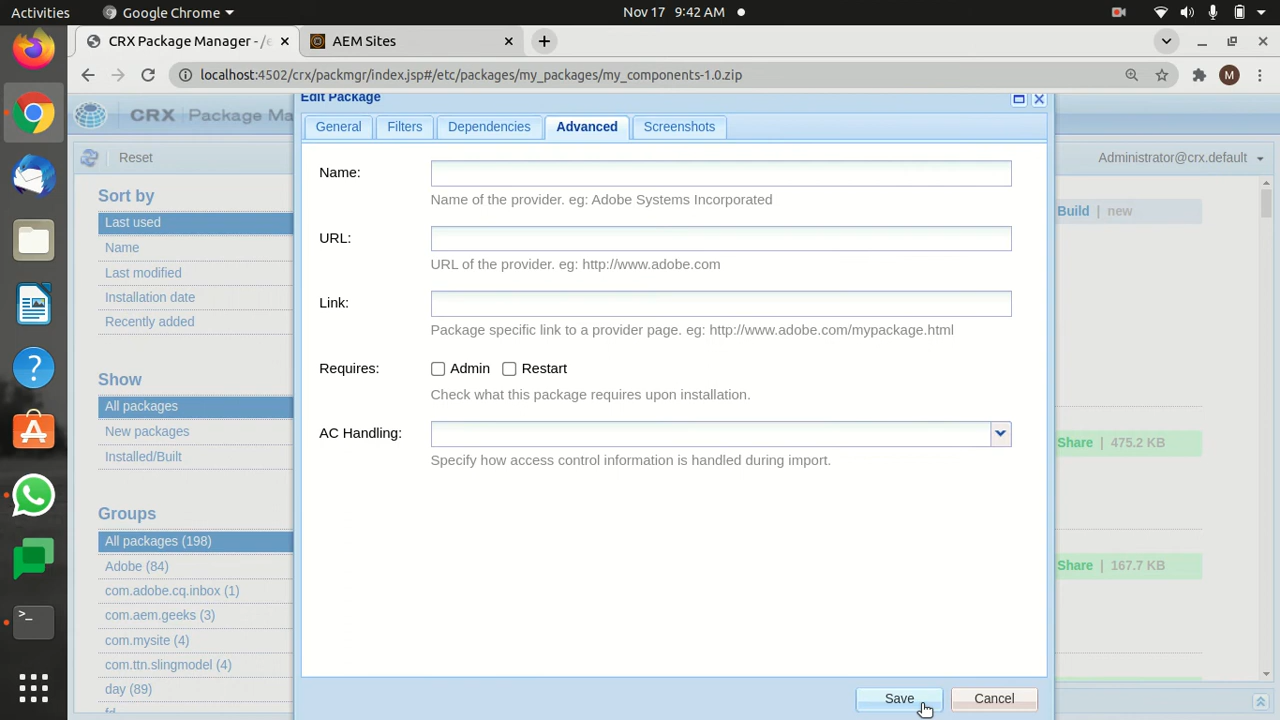 Activities Google Chrome Nov 17 9:42 AM
CRX Package Manager - /e AEM Sites
localhost:4502/crx/packmgr/index.jsp#/etc/packages/my_packages/my_components-1.0.zip M
CRX Package Ma
Edit Package
General Filters Dependencies Advanced Screenshots
Reset
Administrator@crx.default
Sort by
Last used
Name
Last modified
Installation date
Recently added
Show
All packages
New packages
Installed/Built
Groups
All packages (198)
Adobe (84)
com.adobe.cq.inbox (1)
com.aem.geeks (3)
com.mysite (4)
com.ttn.slingmodel (4)
day (89)
fd
Name:
Name of the provider. eg: Adobe Systems Incorporated
URL:
URL of the provider. eg: http://www.adobe.com
Link:
Package specific link to a provider page. eg: http://www.adobe.com/mypackage.html
Requires: Admin Restart
Check what this package requires upon installation.
AC Handling:
Specify how access control information is handled during import.
Save Cancel
Build | new
Share | 475.2 KB
Share | 167.7 KB